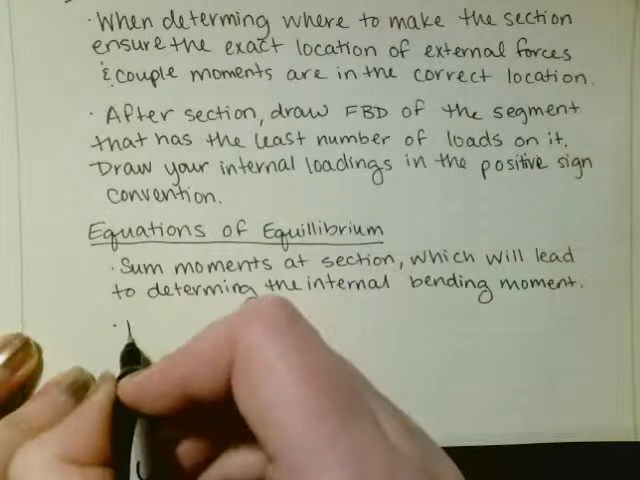 · When determining where to make the section
ensure the exact location of external forces
& couple moments are in the correct location.
· After section, draw FBD of the segment
that has the least number of loads on it.
Draw your internal loadings in the positive sign
convention.
Equations of Equillibrium
· Sum moments at section, which will lead
to determing the internal bending moment.
·